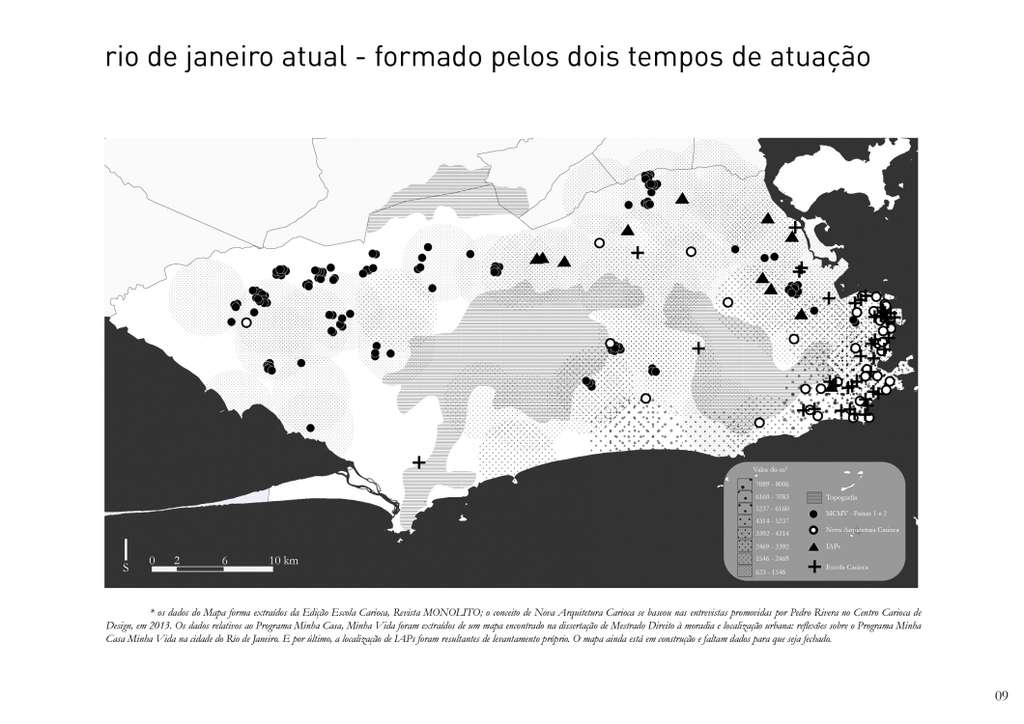 rio de janeiro atual - formado pelos dois tempos de atuação
Valor do m²
7089 - 8006
6160 - 7083
5237 - 6160
4314 - 5237
3392 - 4314
2469 - 3392
1546 - 2469
623 - 1546
Topografia
MCMV - Faixas 1 e 2
Nova Arquitetura Carioca
IAPs
Escola Carioca
S
0 2 6 10 km
* os dados do Mapa forma extraídos da Edição Escola Carioca, Revista MONOLITO; o conceito de Nova Arquitetura Carioca se baseou nas entrevistas promovidas por Pedro Rivera no Centro Carioca de
Design, em 2013. Os dados relativos ao Programa Minha Casa, Minha Vida foram extraídos de um mapa encontrado na dissertação de Mestrado Direito à moradia e localização urbana: reflexões sobre o Programa Minha
Casa Minha Vida na cidade do Rio de Janeiro. E por último, a localização de IAPs foram resultantes de levantamento próprio. O mapa ainda está em construção e faltam dados para que seja fechado.
09